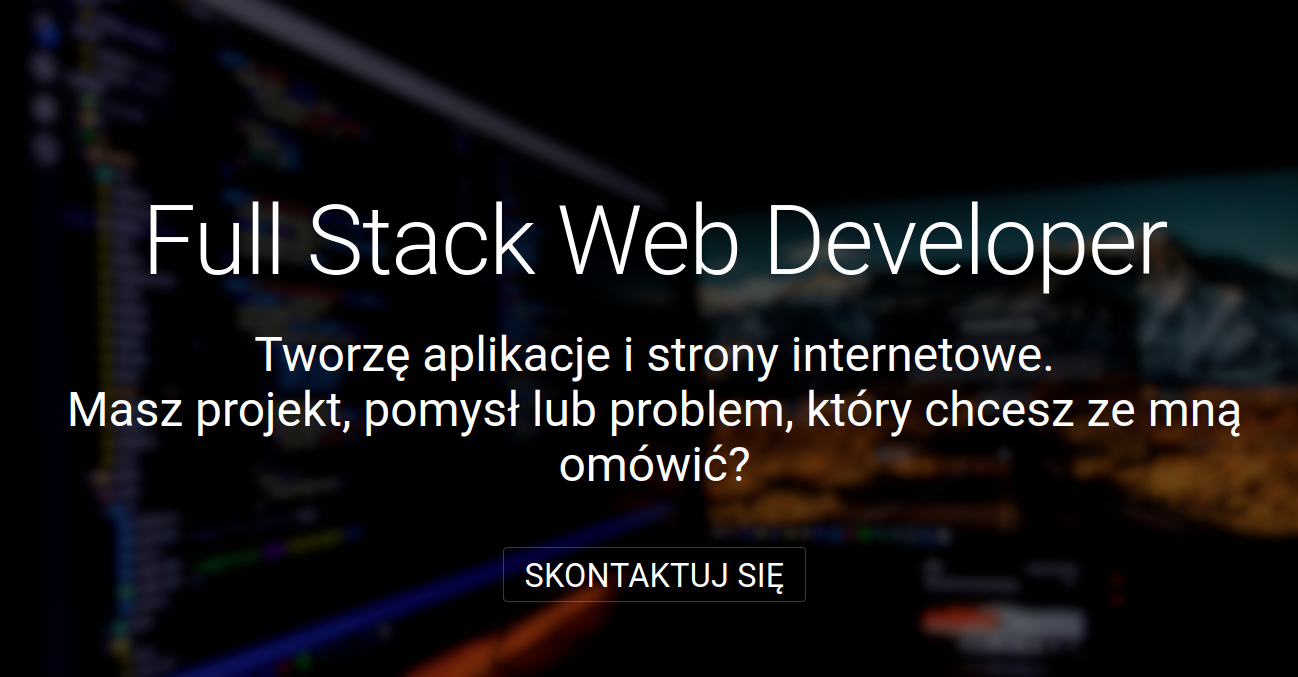 Full Stack Web Developer
Tworzę aplikacje i strony internetowe.
Masz projekt, pomysł lub problem, który chcesz ze mną
omówić?
SKONTAKTUJ SIĘ